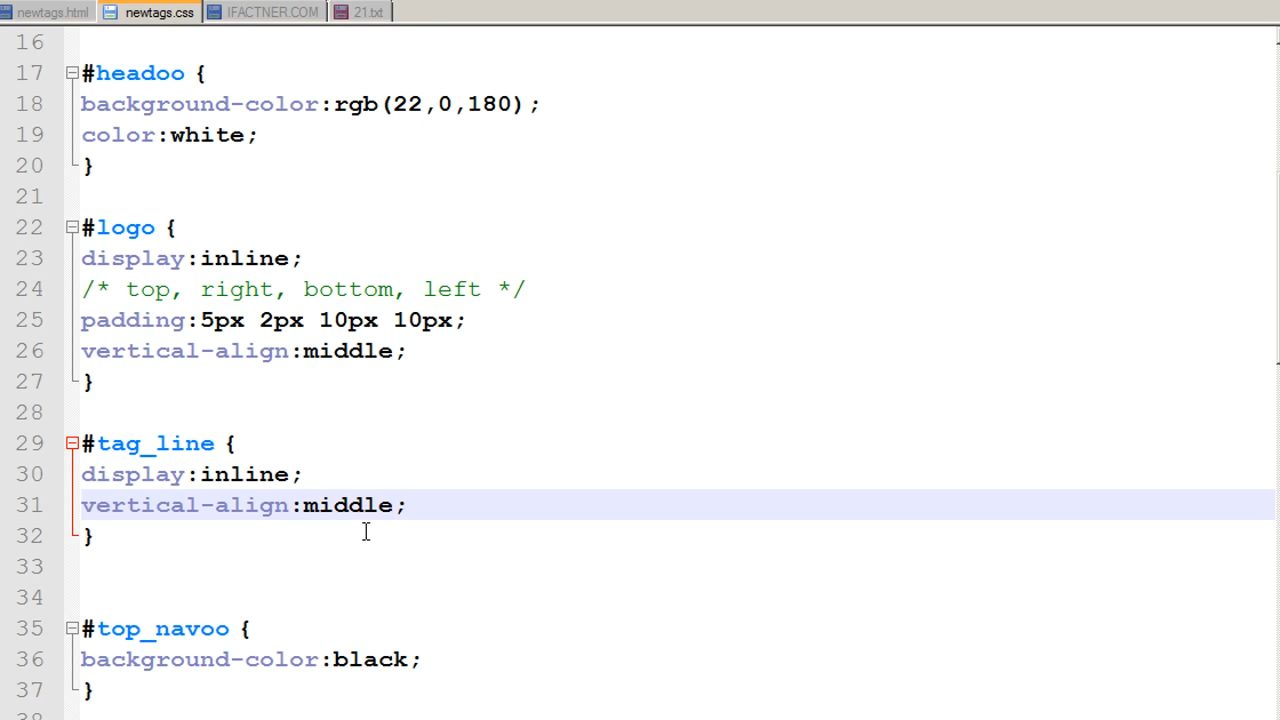 newtags.html newtags.css IFACTNER.COM 21.txt
16
17 #headoo {
18 background-color:rgb(22,0,180);
19 color:white;
20 }
21
22 #logo {
23 display:inline;
24 /* top, right, bottom, left */
25 padding:5px 2px 10px 10px;
26 vertical-align:middle;
27 }
28
29 #tag_line {
30 display:inline;
31 vertical-align:middle;
32 }
33
34
35 #top_navoo {
36 background-color:black;
37 }
38